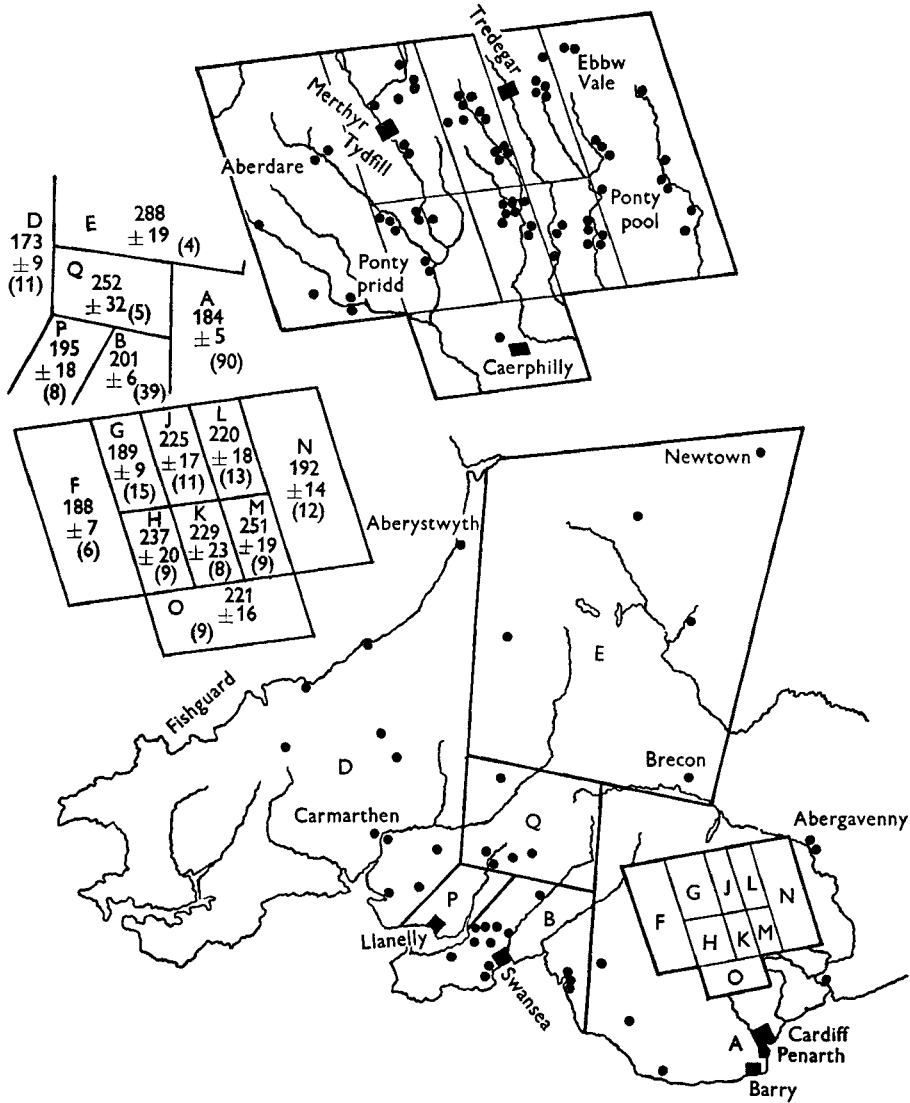 Tredegar
Ebbw
Vale
Merthyr
Tydfill
Aberdare
Ponty
pool
Ponty
pridd
Caerphilly
D
173
± 9
(11)
E
288
± 19 (4)
Q
252
± 32 (5)
A
184
± 5
(90)
P
195
± 18
(8)
B
201
± 6
(39)
F
188
± 7
(6)
G
189
± 9
(15)
J
225
± 17
(11)
L
220
± 18
(13)
N
192
± 14
(12)
H
237
± 20
(9)
K
229
± 23
(8)
M
251
± 19
(9)
O
221
± 16
(9)
Newtown
Aberystwyth
E
Fishguard
D
Brecon
Carmarthen
Q
Abergavenny
G
J
L
N
F
H
K
M
P
B
Llanelly
O
Swansea
A
Cardiff
Penarth
Barry